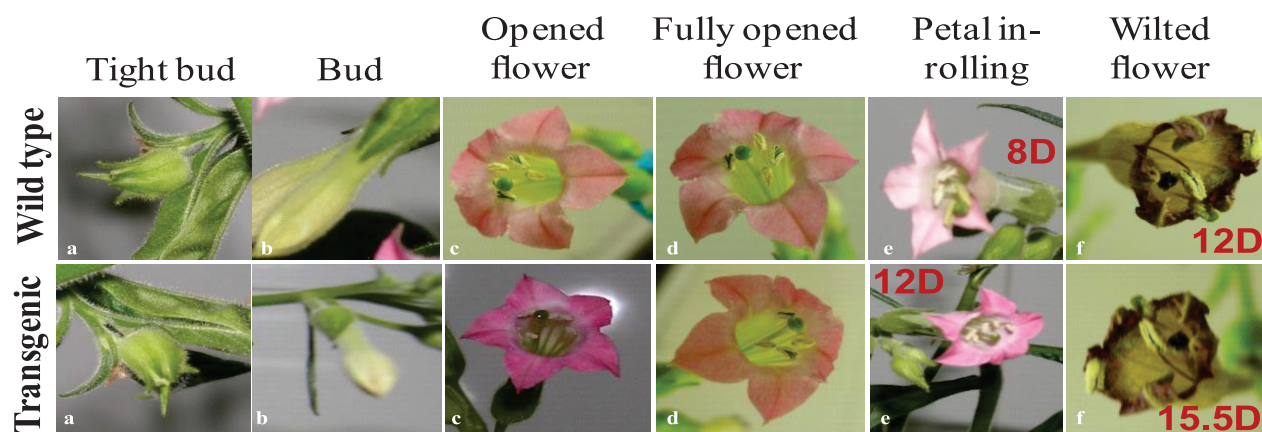 Tight bud
Bud
Opened
flower
Fully opened
flower
Petal in-
rolling
Wilted
flower
Wild type
a
b
c
d
e
8D
f
12D
Transgenic
a
b
c
d
12D
e
f
15.5D